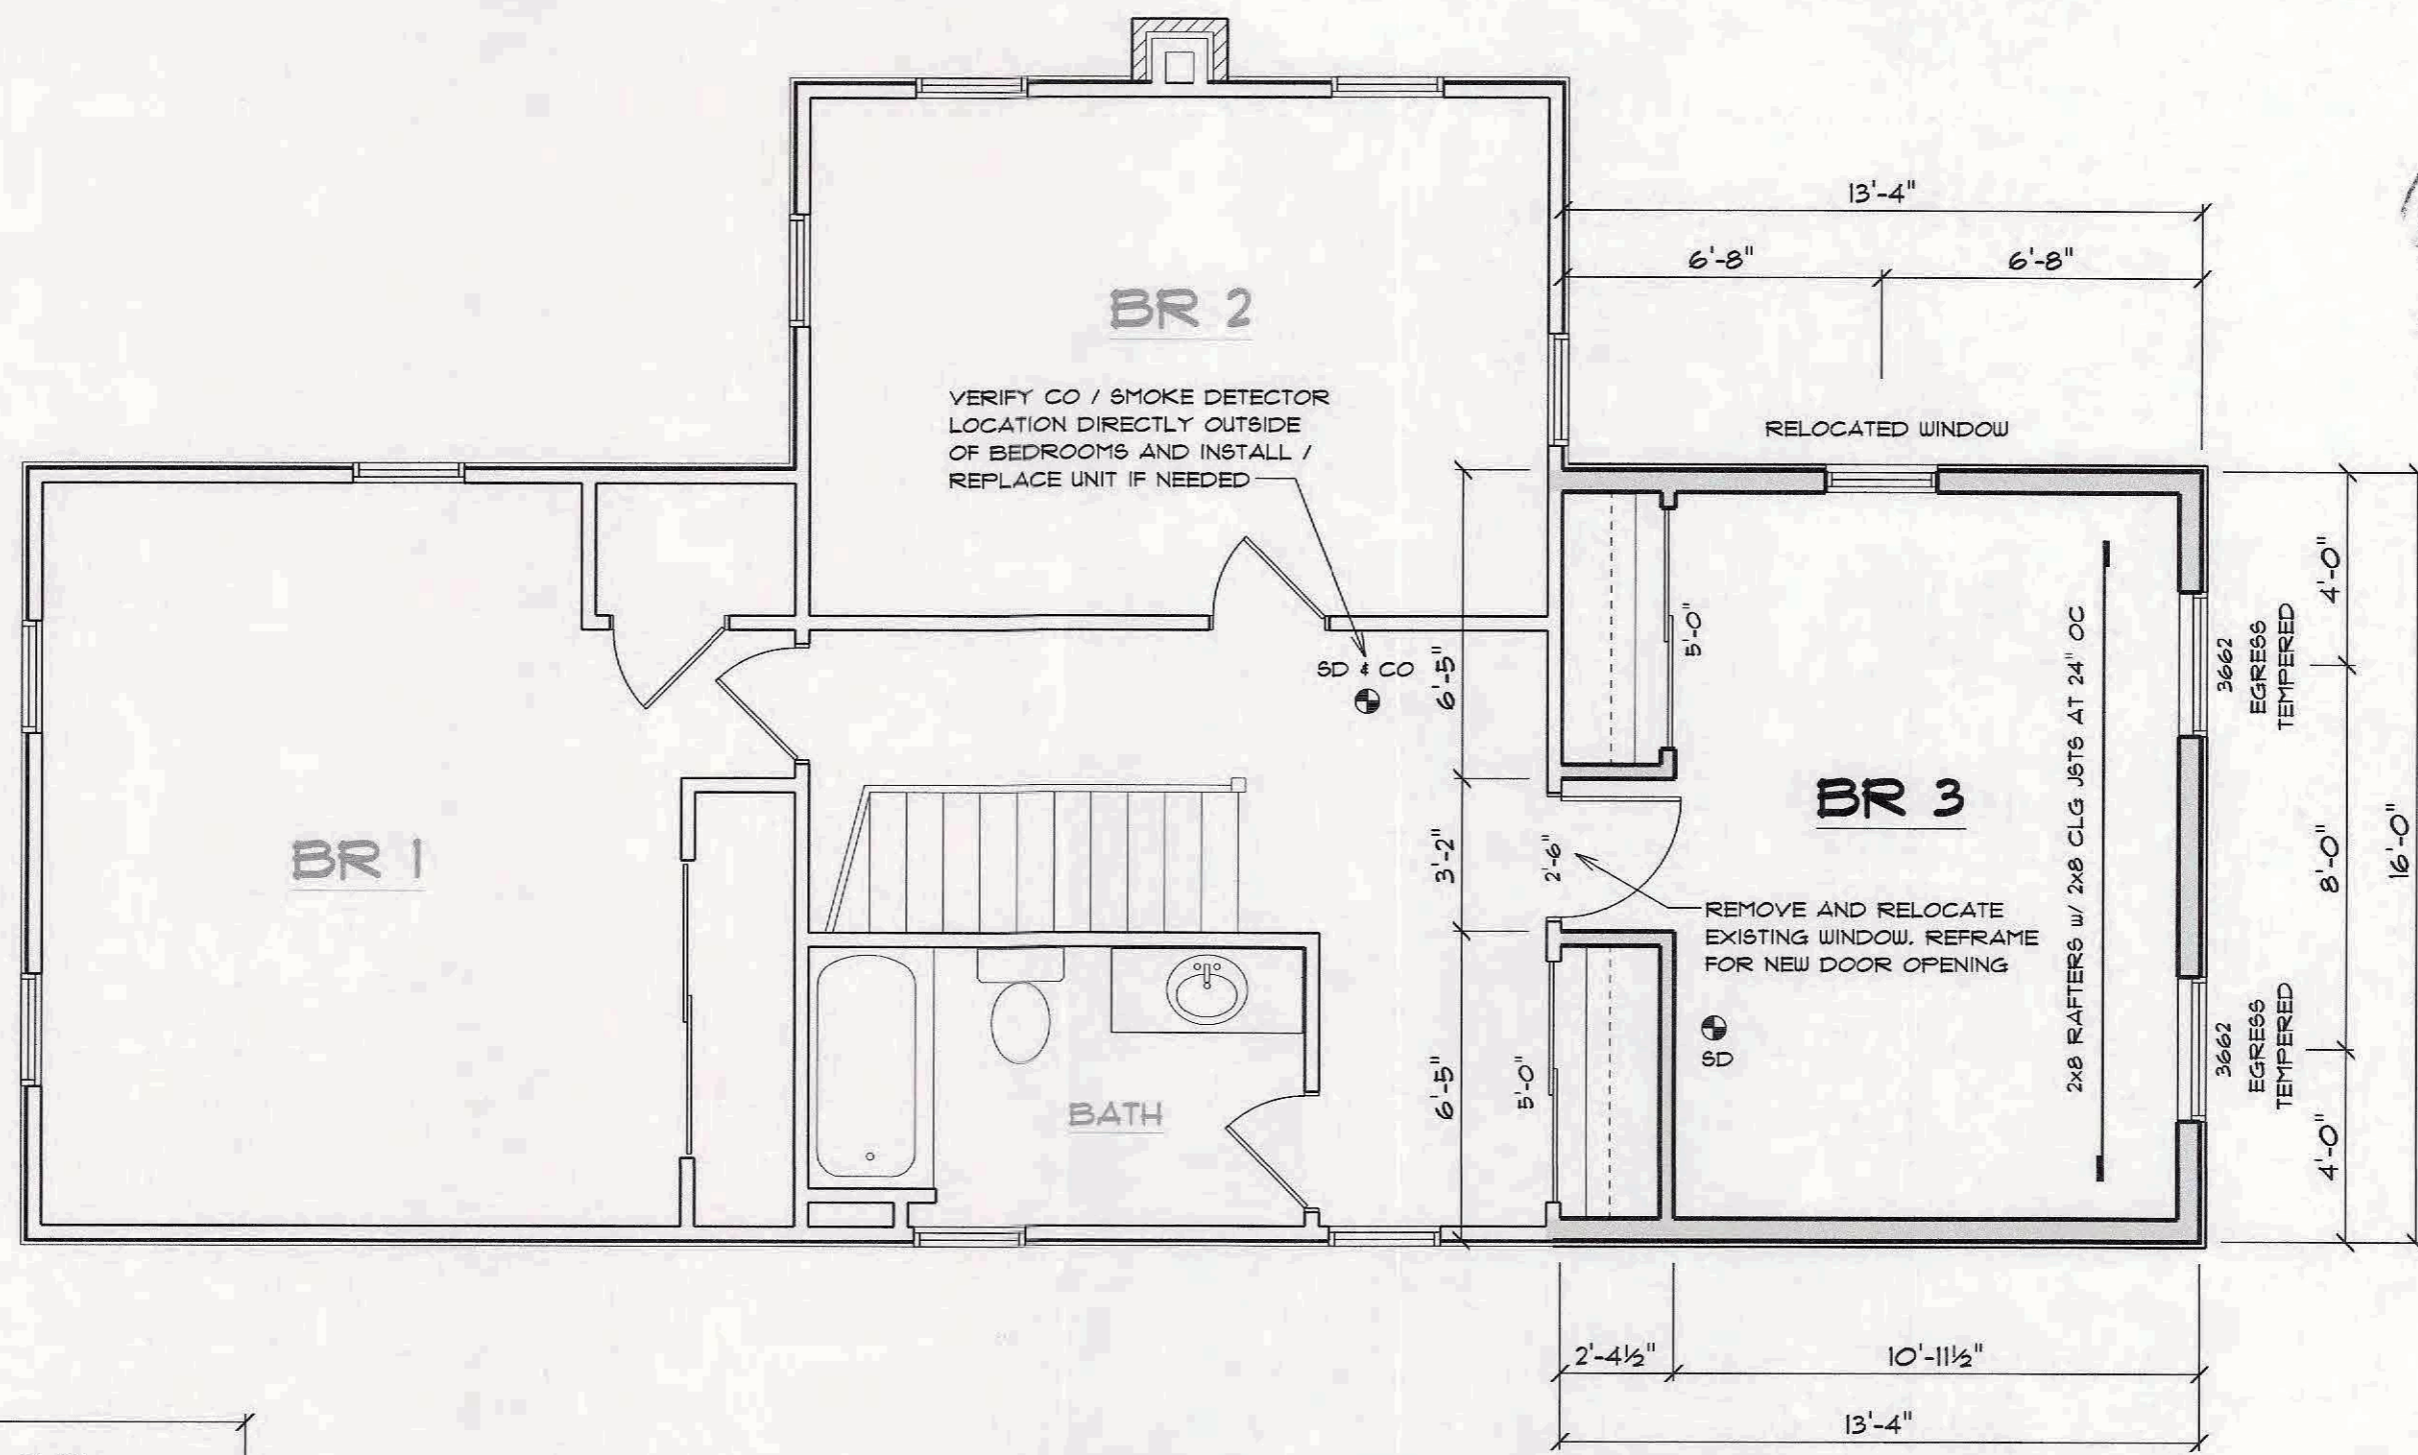 13'-4"
6'-8"
6'-8"
BR 2
VERIFY CO / SMOKE DETECTOR
LOCATION DIRECTLY OUTSIDE
OF BEDROOMS AND INSTALL /
REPLACE UNIT IF NEEDED
RELOCATED WINDOW
SD & CO
6'-5"
5'-0"
2x8 RAFTERS w/ 2x8 CLG JSTS AT 24" OC
3662
EGRESS
TEMPERED
4'-0"
BR 1
BR 3
3'-2"
2'-6"
8'-0"
16'-0"
REMOVE AND RELOCATE
EXISTING WINDOW. REFRAME
FOR NEW DOOR OPENING
SD
BATH
6'-5"
5'-0"
3662
EGRESS
TEMPERED
4'-0"
2'-4½"
10'-11½"
13'-4"